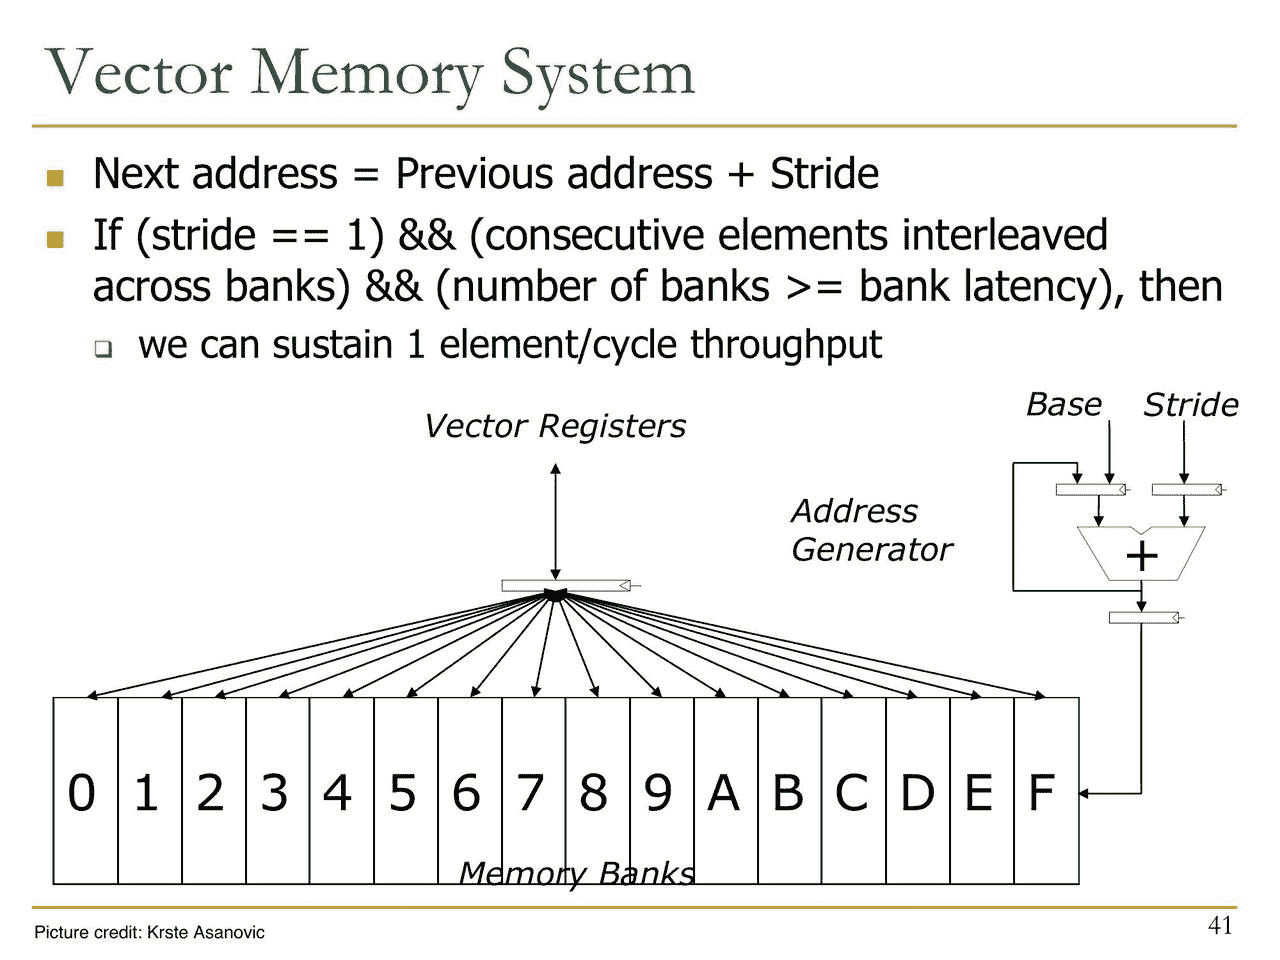 Vector Memory System
Next address = Previous address + Stride
If (stride == 1) && (consecutive elements interleaved
across banks) && (number of banks >= bank latency), then
we can sustain 1 element/cycle throughput
Base Stride
Vector Registers
Address
Generator
+
0 1 2 3 4 5 6 7 8 9 A B C D E F
Memory Banks
Picture credit: Krste Asanovic
41